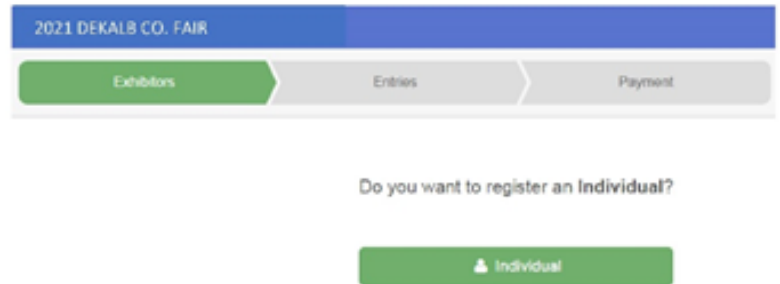 2021 DEKALB CO. FAIR
Exhibitors Entries Payment
Do you want to register an Individual?
Individual